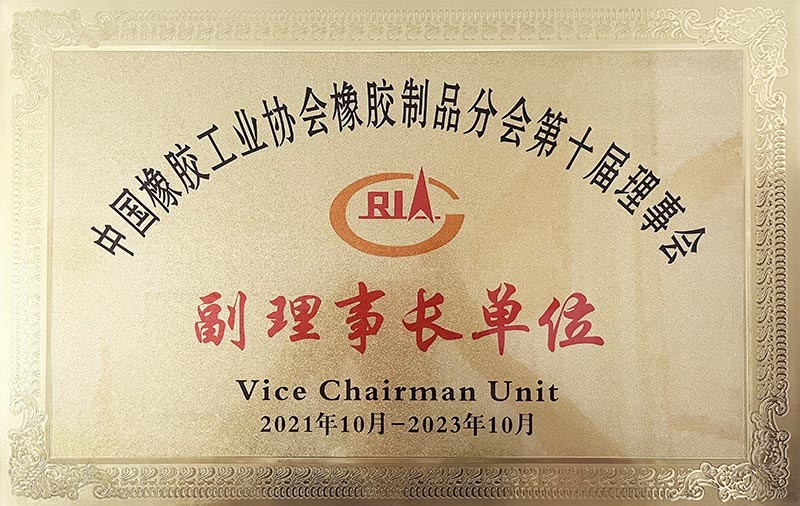 中国橡胶工业协会橡胶制品分会第十届理事会
CRIA
副理事长单位
Vice Chairman Unit
2021年10月-2023年10月